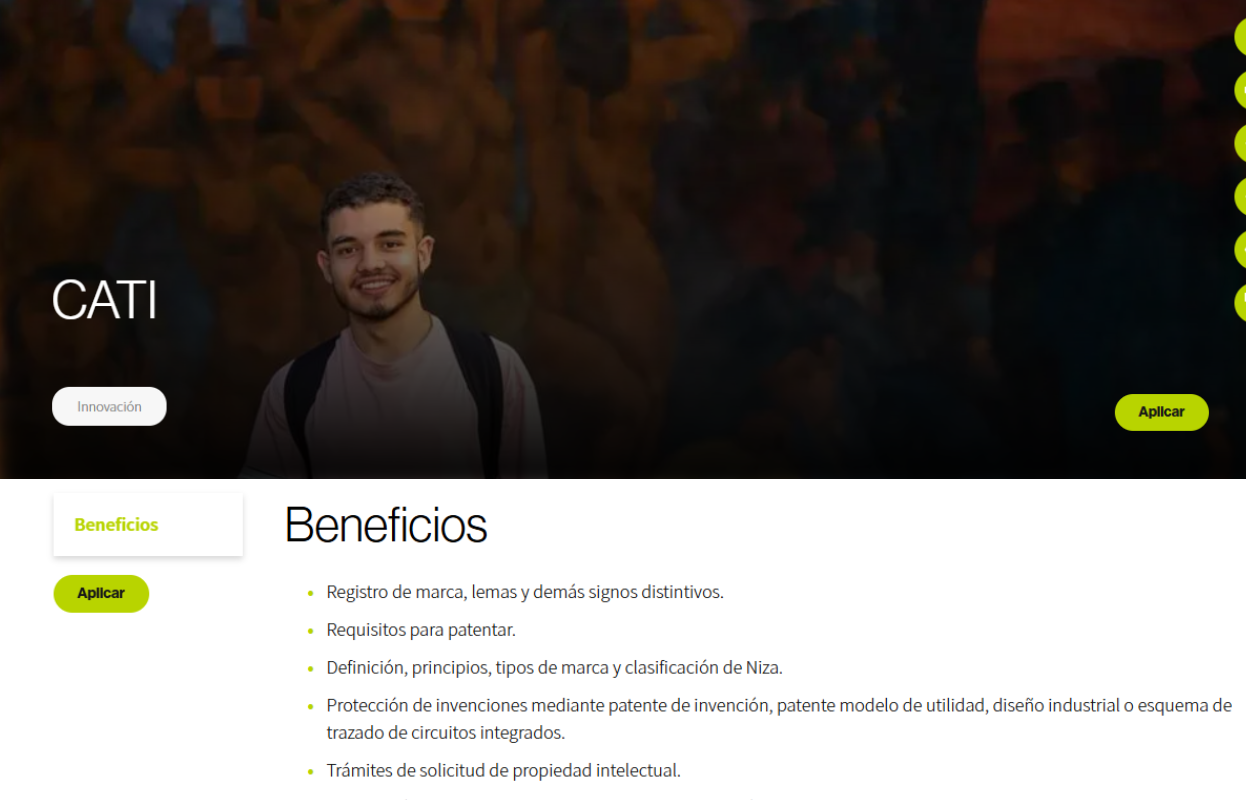 CATI
Innovación
Aplicar
Beneficios
Aplicar
Beneficios
Registro de marca, lemas y demás signos distintivos.
Requisitos para patentar.
Definición, principios, tipos de marca y clasificación de Niza.
Protección de invenciones mediante patente de invención, patente modelo de utilidad, diseño industrial o esquema de
trazado de circuitos integrados.
Trámites de solicitud de propiedad intelectual.